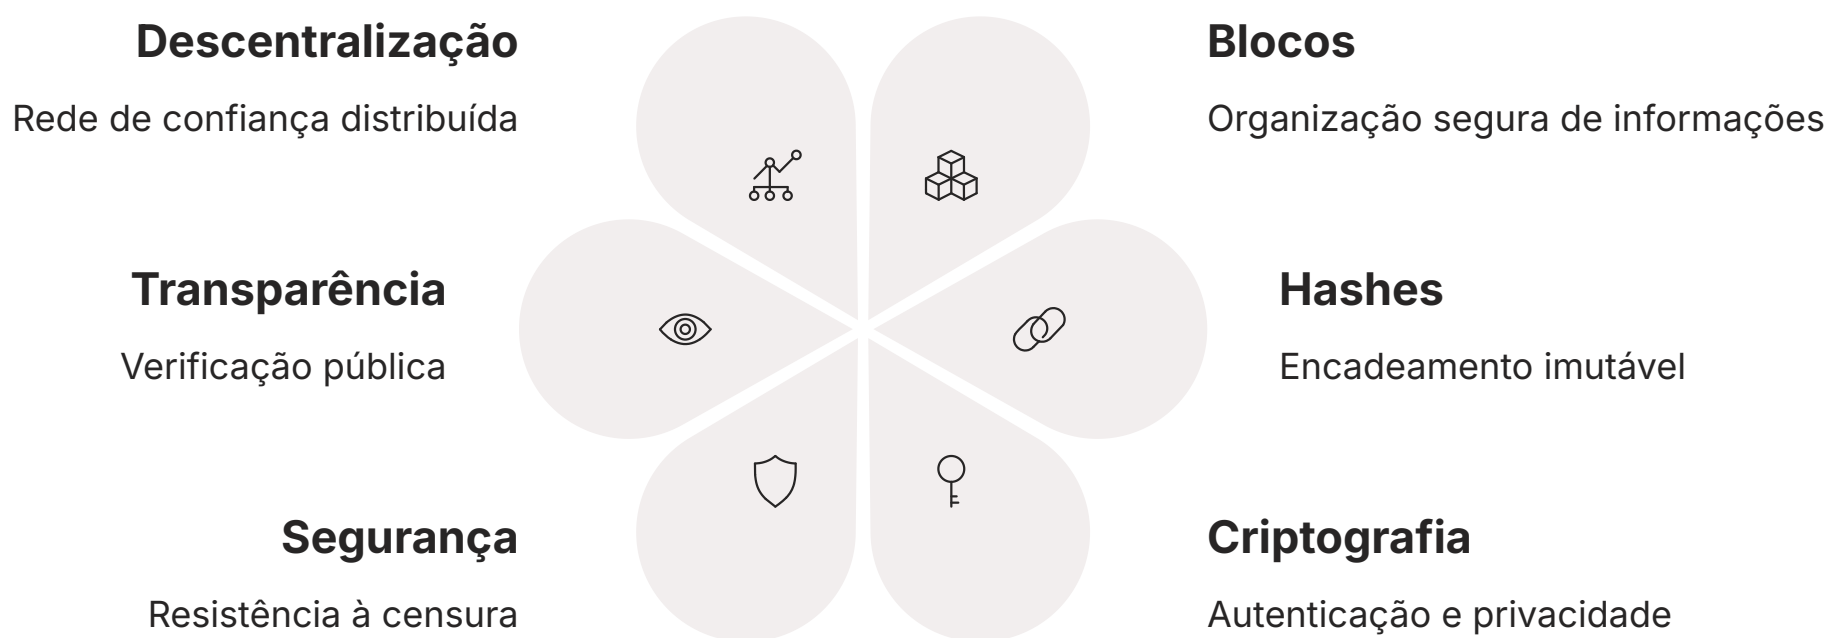 Descentralização
Rede de confiança distribuída
Blocos
Organização segura de informações
Transparência
Verificação pública
Hashes
Encadeamento imutável
Segurança
Resistência à censura
Criptografia
Autenticação e privacidade